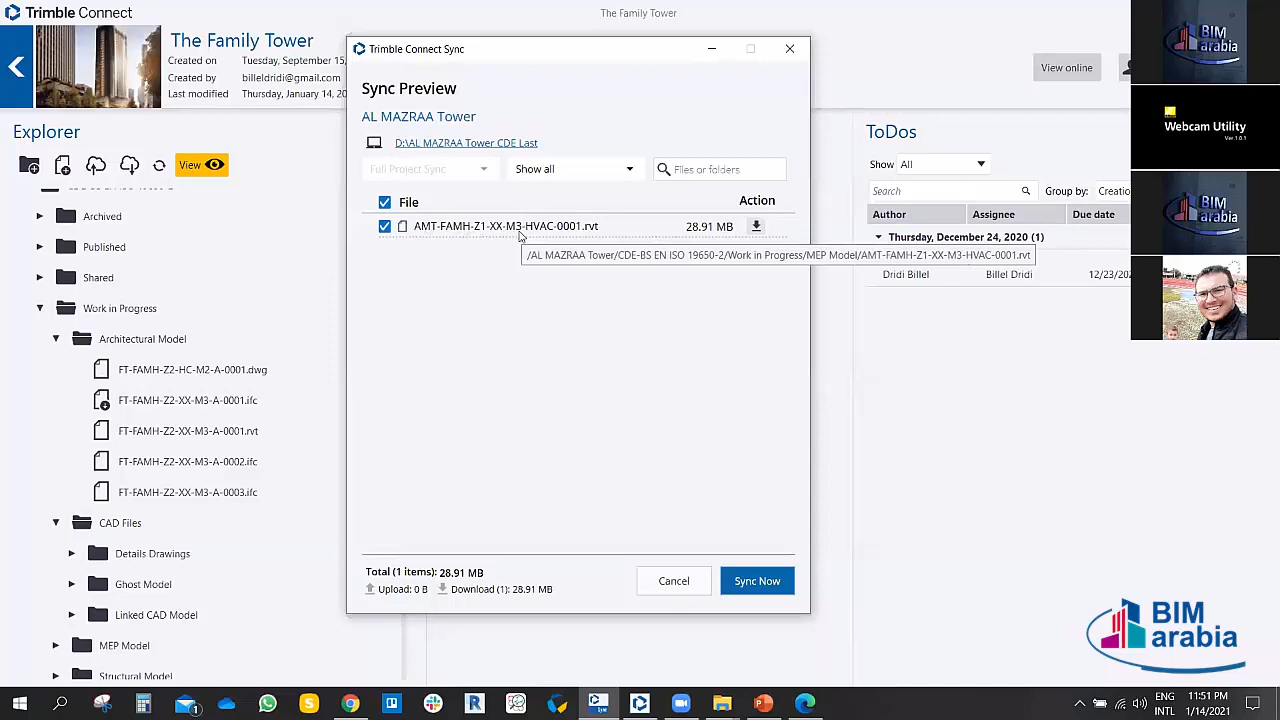 Trimble Connect
The Family Tower
The Family Tower
Created on Tuesday, September 15,
Created by billeldridi@gmail.com
Last modified Thursday, January 14, 20
View online
Explorer
View
Archived
Published
Shared
Work in Progress
Architectural Model
FT-FAMH-Z2-HC-M2-A-0001.dwg
FT-FAMH-Z2-XX-M3-A-0001.ifc
FT-FAMH-Z2-XX-M3-A-0001.rvt
FT-FAMH-Z2-XX-M3-A-0002.ifc
FT-FAMH-Z2-XX-M3-A-0003.ifc
CAD Files
Details Drawings
Ghost Model
Linked CAD Model
MEP Model
Structural Model
Trimble Connect Sync
Sync Preview
AL MAZRAA Tower
D:\AL MAZRAA Tower CDE Last
Full Project Sync
Show all
Files or folders
File
Action
AMT-FAMH-Z1-XX-M3-HVAC-0001.rvt 28.91 MB
/AL MAZRAA Tower/CDE-BS EN ISO 19650-2/Work in Progress/MEP Model/AMT-FAMH-Z1-XX-M3-HVAC-0001.rvt
Total (1 items): 28.91 MB
Upload: 0 B Download (1): 28.91 MB
Cancel
Sync Now
ToDos
Show All
Search
Group by: Creatio
Author Assignee Due date
Thursday, December 24, 2020 (1)
Dridi Billel Billel Dridi 12/23/202
BIM
arabia
Webcam Utility
Ver.1.0.1
BIM
arabia
BIM
arabia
ENG
INTL
11:51 PM
1/14/2021